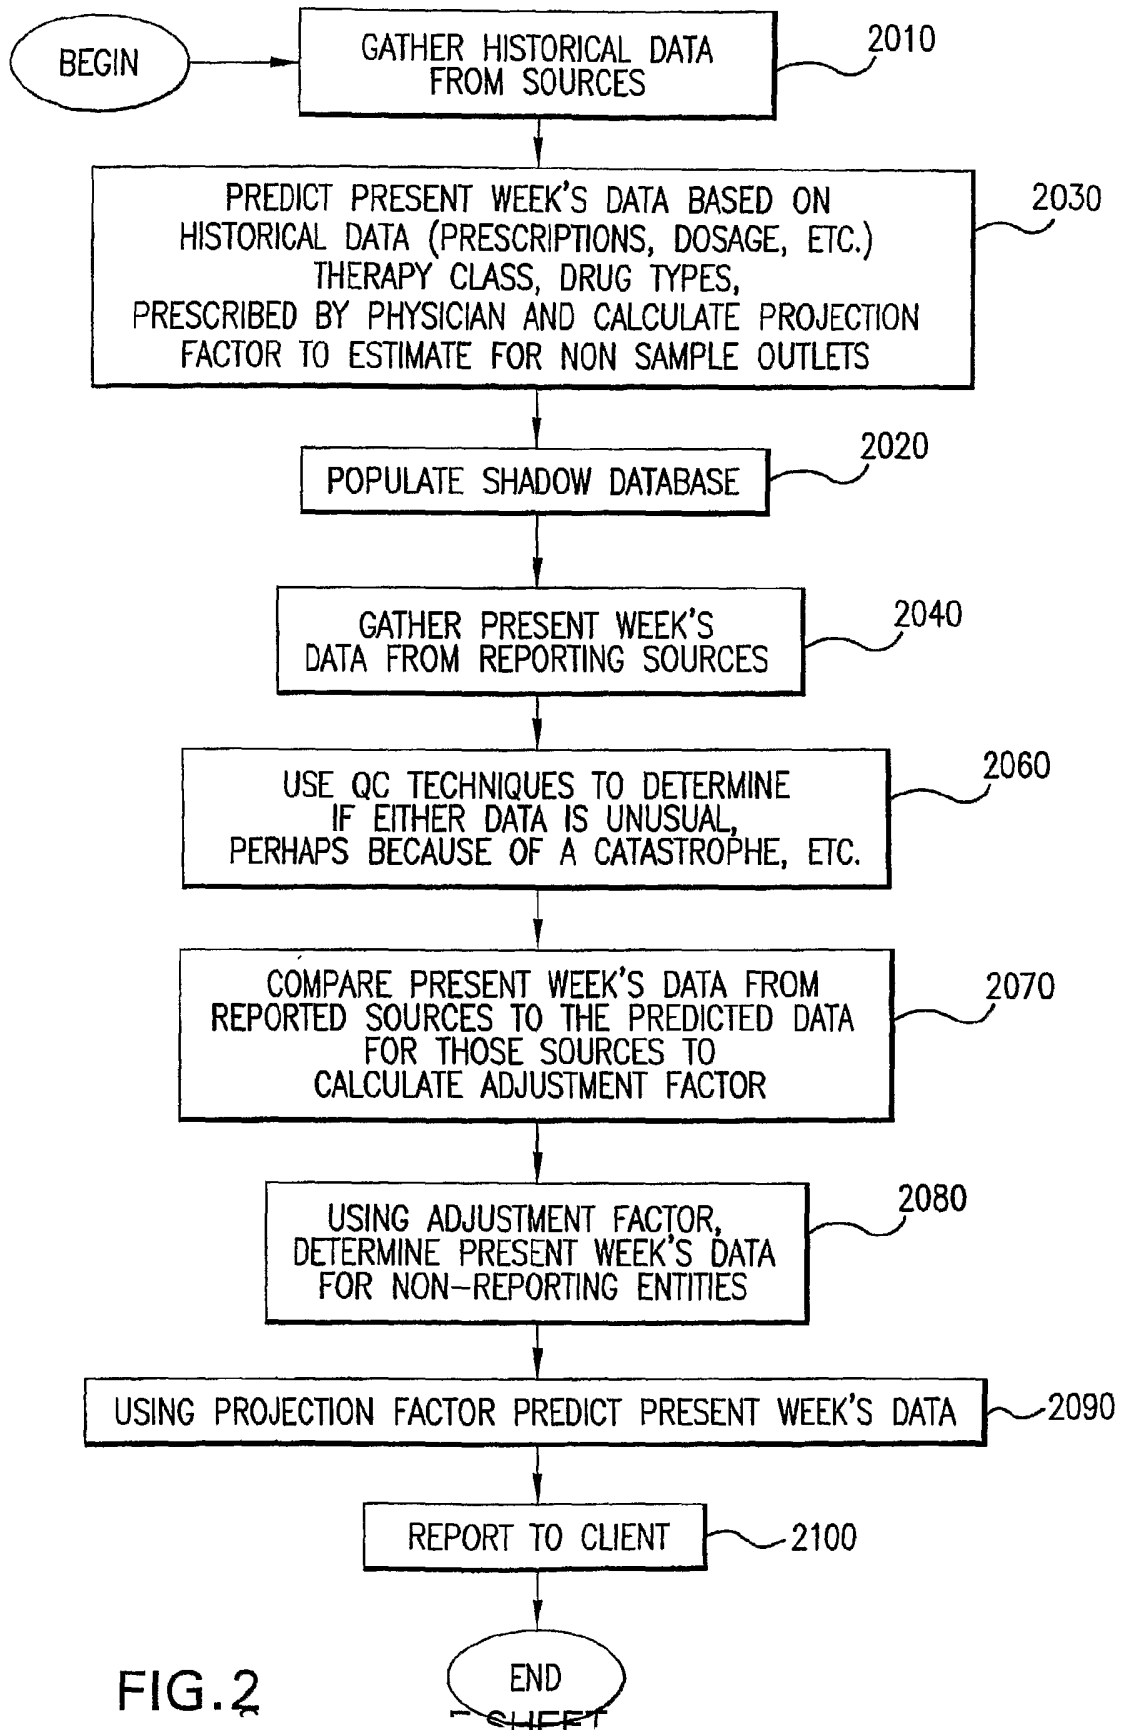 BEGIN
GATHER HISTORICAL DATA
FROM SOURCES
2010
PREDICT PRESENT WEEK'S DATA BASED ON
HISTORICAL DATA (PRESCRIPTIONS, DOSAGE, ETC.)
THERAPY CLASS, DRUG TYPES,
PRESCRIBED BY PHYSICIAN AND CALCULATE PROJECTION
FACTOR TO ESTIMATE FOR NON SAMPLE OUTLETS
2030
POPULATE SHADOW DATABASE
2020
GATHER PRESENT WEEK'S
DATA FROM REPORTING SOURCES
2040
USE QC TECHNIQUES TO DETERMINE
IF EITHER DATA IS UNUSUAL,
PERHAPS BECAUSE OF A CATASTROPHE, ETC.
2060
COMPARE PRESENT WEEK'S DATA FROM
REPORTED SOURCES TO THE PREDICTED DATA
FOR THOSE SOURCES TO
CALCULATE ADJUSTMENT FACTOR
2070
USING ADJUSTMENT FACTOR,
DETERMINE PRESENT WEEK'S DATA
FOR NON-REPORTING ENTITIES
2080
USING PROJECTION FACTOR PREDICT PRESENT WEEK'S DATA
2090
REPORT TO CLIENT
2100
END
FIG.2
SHEET